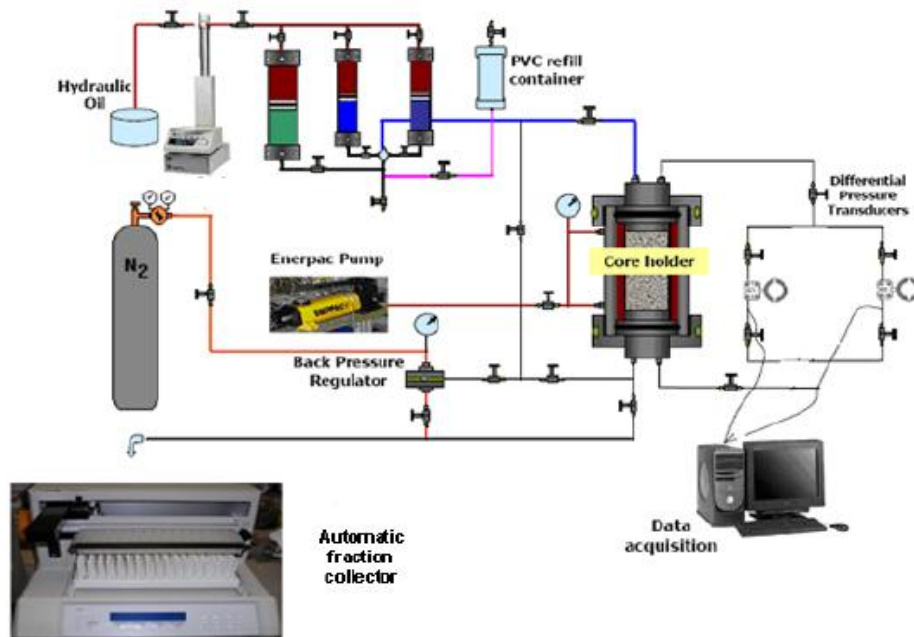 PVC refill
container
Hydraulic
Oil
Differential
Pressure
Transducers
N2
Enerpac Pump
Core holder
Back Pressure
Regulator
Data
acquisition
Automatic
fraction
collector